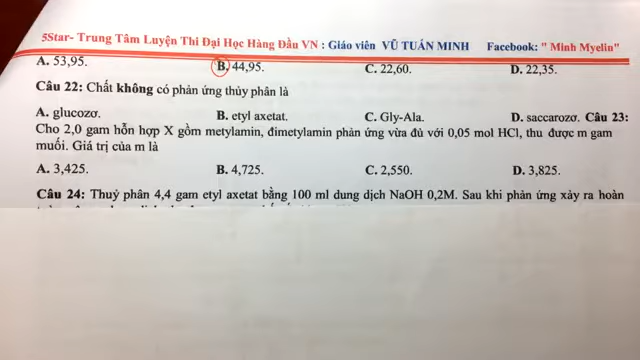 5Star- Trung Tâm Luyện Thi Đại Học Hàng Đầu VN : Giáo viên VŨ TUẤN MINH Facebook: " Minh Myelin"
A. 53,95. B. 44,95. C. 22,60. D. 22,35.
Câu 22: Chất không có phản ứng thủy phân là
A. glucozơ. B. etyl axetat. C. Gly-Ala. D. saccarozơ. Câu 23:
Cho 2,0 gam hỗn hợp X gồm metylamin, đimetylamin phản ứng vừa đủ với 0,05 mol HCl, thu được m gam
muối. Giá trị của m là
A. 3,425. B. 4,725. C. 2,550. D. 3,825.
Câu 24: Thuỷ phân 4,4 gam etyl axetat bằng 100 ml dung dịch NaOH 0,2M. Sau khi phản ứng xảy ra hoàn